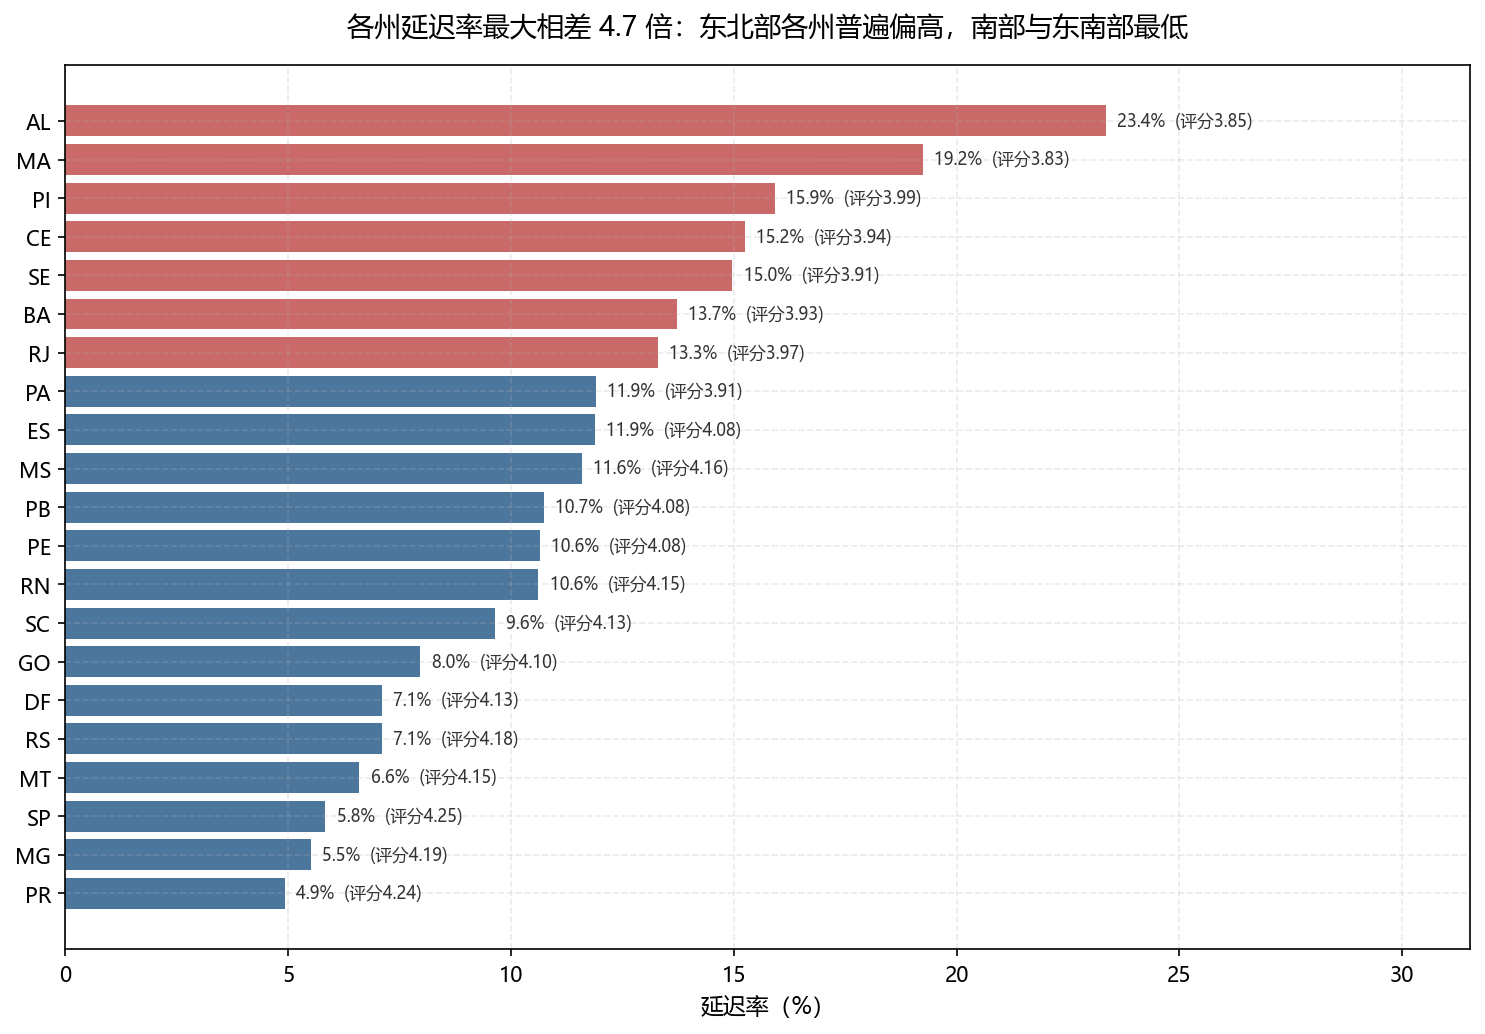 各州延迟率最大相差 4.7 倍：东北部各州普遍偏高，南部与东南部最低
AL 23.4% (评分3.85)
MA 19.2% (评分3.83)
PI 15.9% (评分3.99)
CE 15.2% (评分3.94)
SE 15.0% (评分3.91)
BA 13.7% (评分3.93)
RJ 13.3% (评分3.97)
PA 11.9% (评分3.91)
ES 11.9% (评分4.08)
MS 11.6% (评分4.16)
PB 10.7% (评分4.08)
PE 10.6% (评分4.08)
RN 10.6% (评分4.15)
SC 9.6% (评分4.13)
GO 8.0% (评分4.10)
DF 7.1% (评分4.13)
RS 7.1% (评分4.18)
MT 6.6% (评分4.15)
SP 5.8% (评分4.25)
MG 5.5% (评分4.19)
PR 4.9% (评分4.24)
0 5 10 15 20 25 30
延迟率（%）